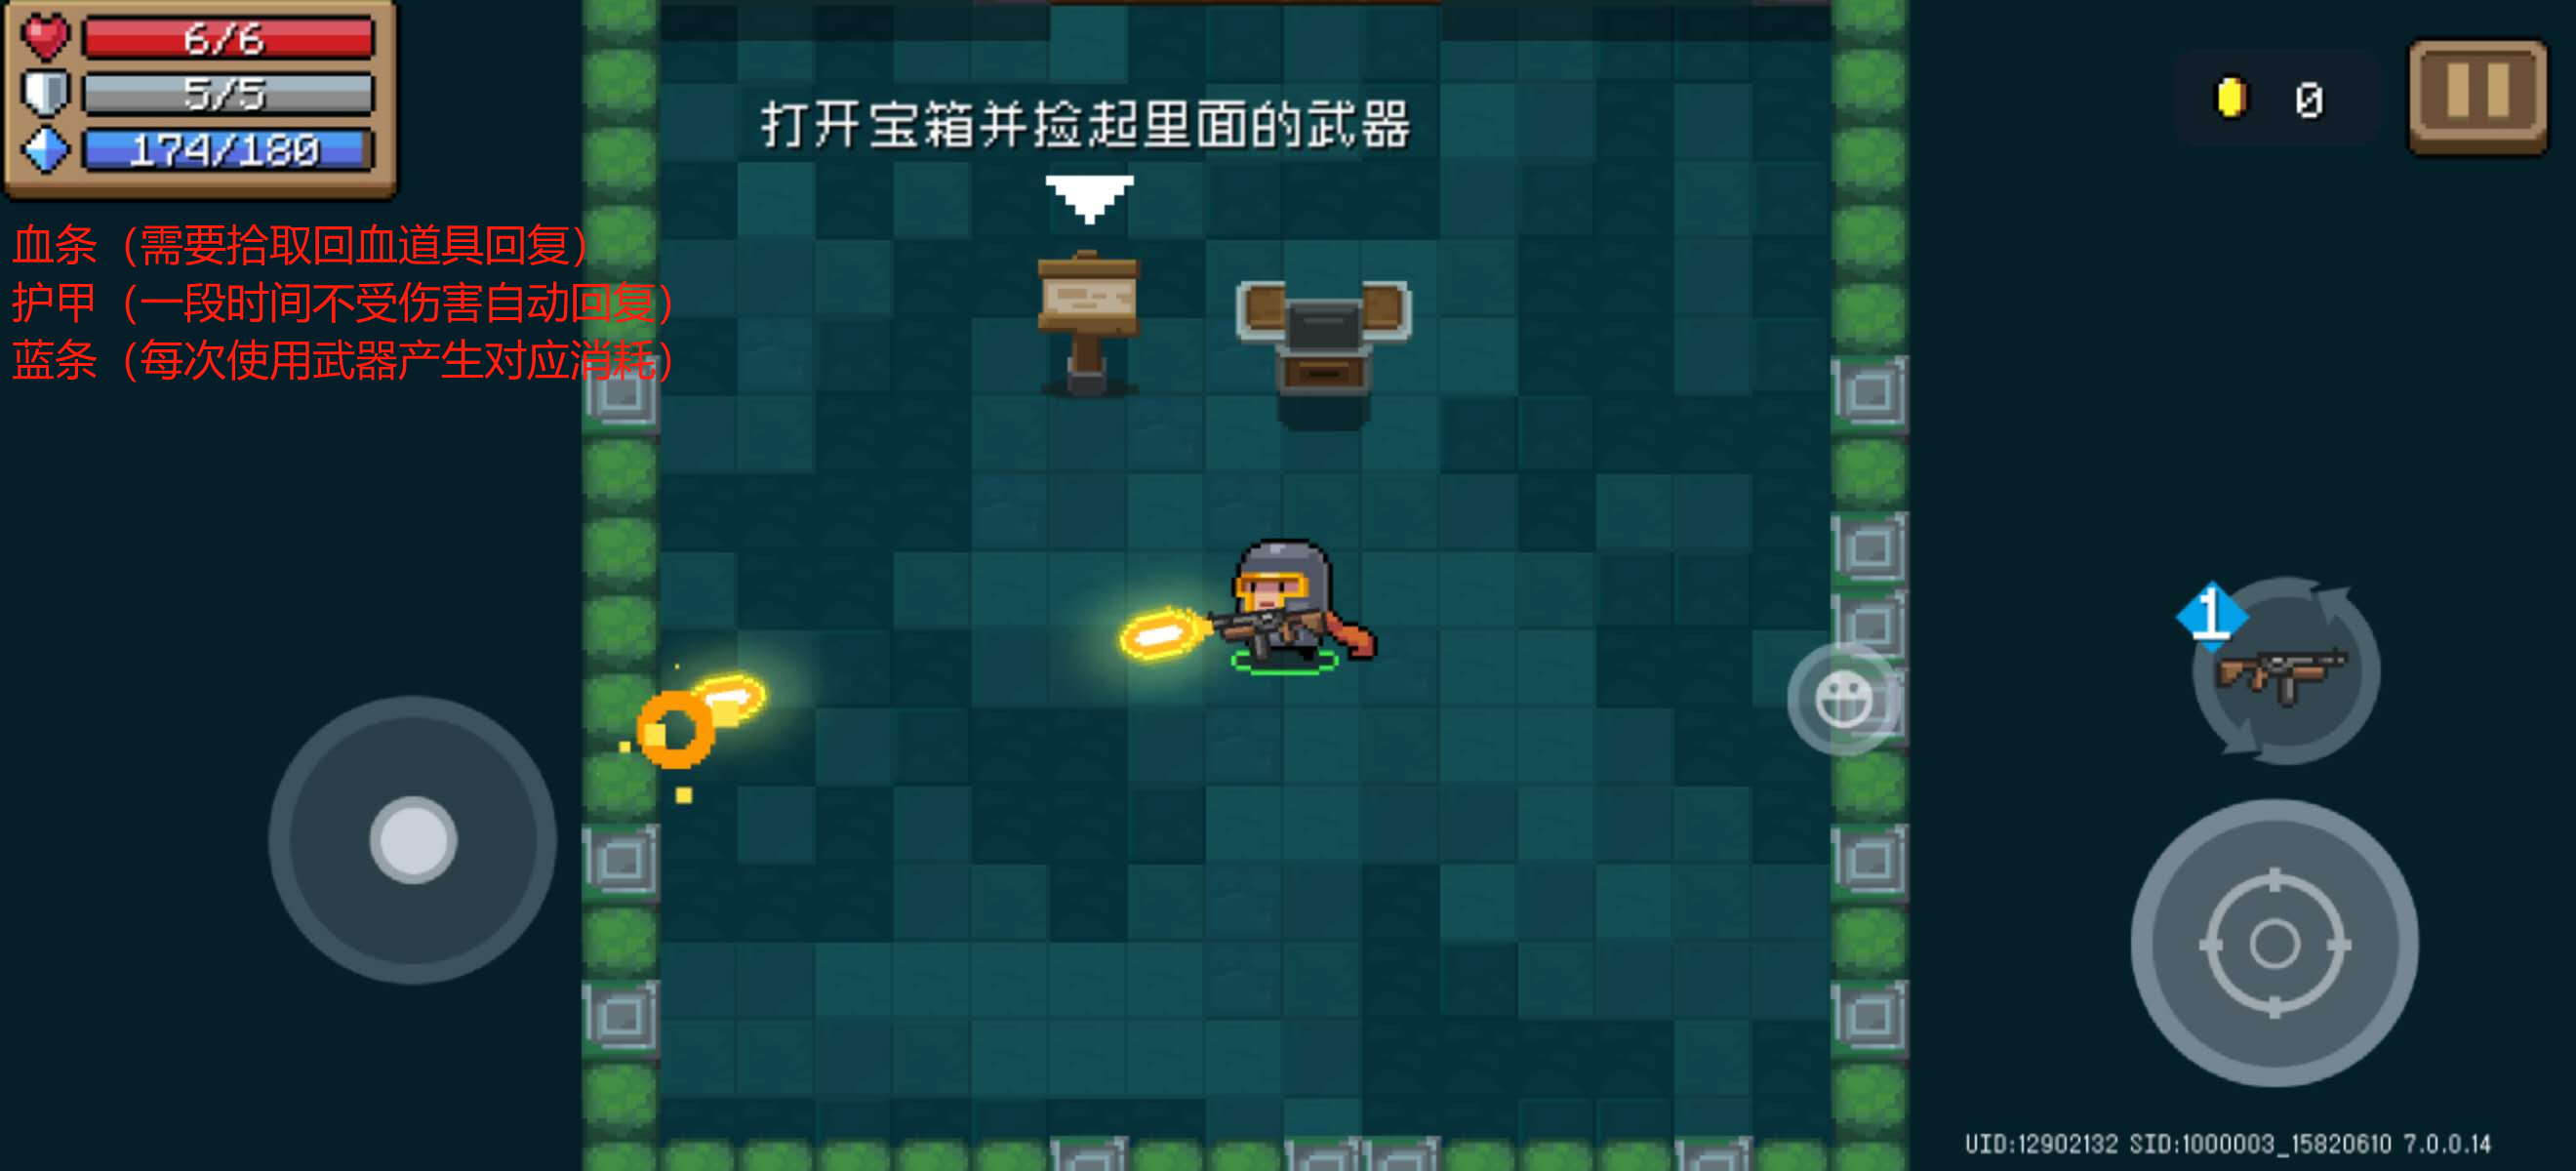 6/6
5/5
174/180
0
打开宝箱并捡起里面的武器
血条（需要拾取回血道具回复）
护甲（一段时间不受伤害自动回复）
蓝条（每次使用武器产生对应消耗）
1
UID:12902132 SID:1000003_15820610 7.0.0.14